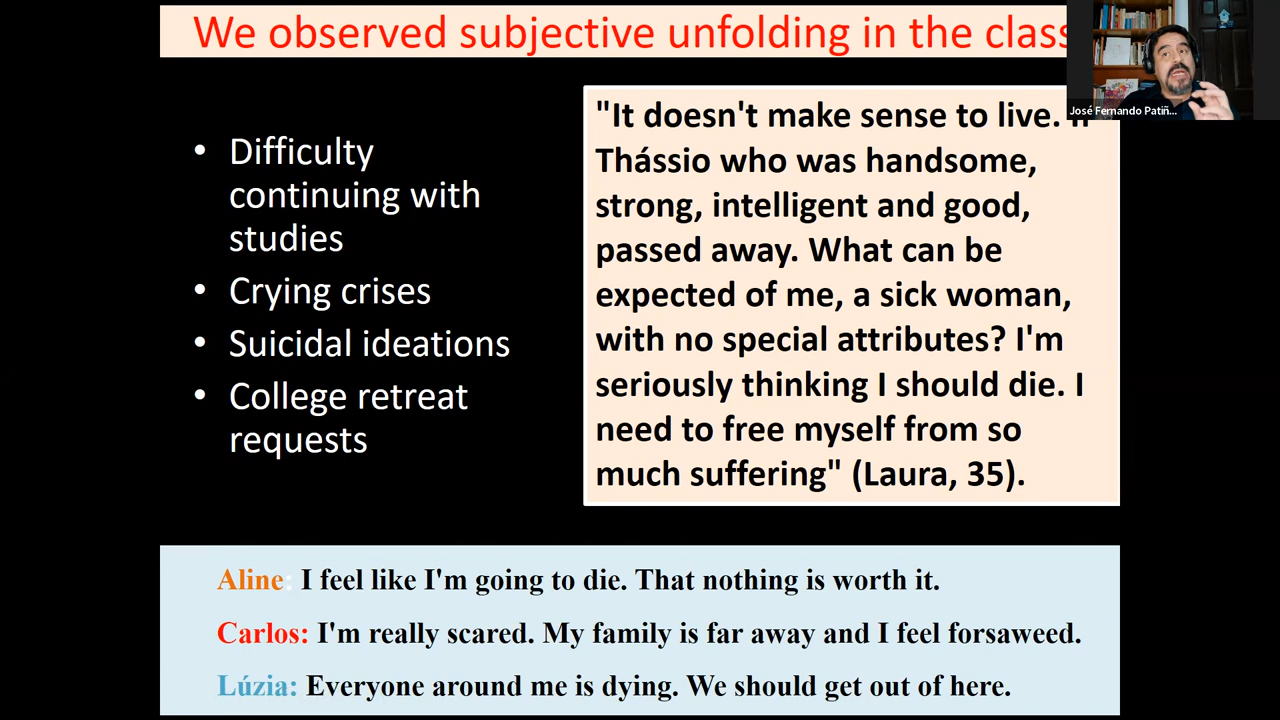 We observed subjective unfolding in the class
José Fernando Patiñ...
• Difficulty
continuing with
studies
• Crying crises
• Suicidal ideations
• College retreat
requests
"It doesn't make sense to live.
Thássio who was handsome,
strong, intelligent and good,
passed away. What can be
expected of me, a sick woman,
with no special attributes? I'm
seriously thinking I should die. I
need to free myself from so
much suffering" (Laura, 35).
Aline: I feel like I'm going to die. That nothing is worth it.
Carlos: I'm really scared. My family is far away and I feel forsaweed.
Lúzia: Everyone around me is dying. We should get out of here.